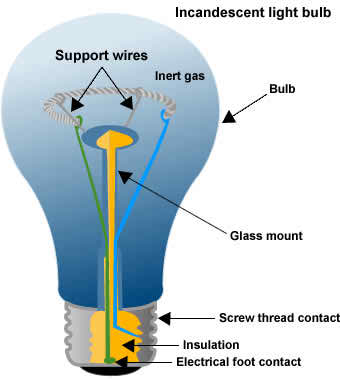 Incandescent light bulb
Support wires
Inert gas
Bulb
Glass mount
Screw thread contact
Insulation
Electrical foot contact